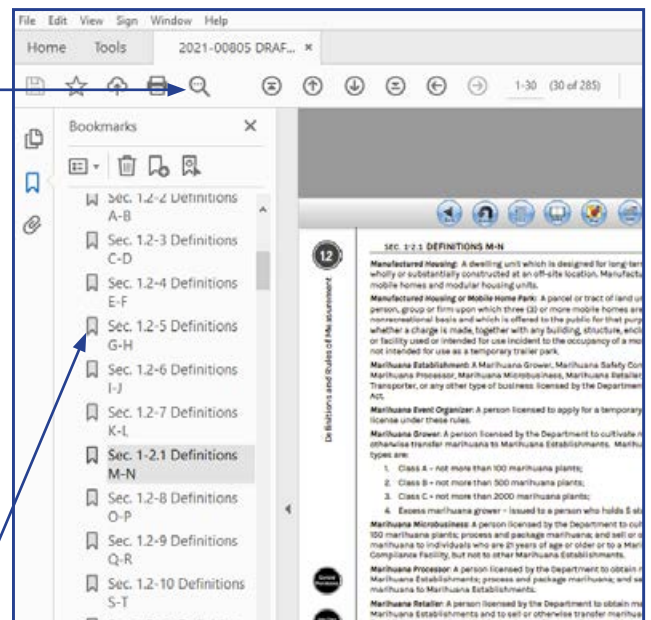 File Edit View Sign Window Help
Home Tools 2021-00805 DRAF... ×
1-30 (30 of 285)
Bookmarks ×
Sec. 1.2-2 Definitions
A-B
Sec. 1.2-3 Definitions
C-D
Sec. 1.2-4 Definitions
E-F
Sec. 1.2-5 Definitions
G-H
Sec. 1.2-6 Definitions
I-J
Sec. 1.2-7 Definitions
K-L
Sec. 1-2.1 Definitions
M-N
Sec. 1.2-8 Definitions
O-P
Sec. 1.2-9 Definitions
Q-R
Sec. 1.2-10 Definitions
S-T
1.2
Definitions and Rules of Measurement
General
Provisions
SEC. 1-2.1 DEFINITIONS M-N
Manufactured Housing: A dwelling unit which is designed for long-ter
wholly or substantially constructed at an off-site location. Manufactu
mobile homes and modular housing units.
Manufactured Housing or Mobile Home Park: A parcel or tract of land u
person, group or firm upon which three (3) or more mobile homes are
nonrecreational basis and which is offered to the public for that purp
whether a charge is made, together with any building, structure, encl
or facility used or intended for use incident to the occupancy of a mo
not intended for use as a temporary trailer park.
Marihuana Establishment: A Marihuana Grower, Marihuana Safety Com
Marihuana Processor, Marihuana Microbusiness, Marihuana Retailer
Transporter, or any other type of business licensed by the Departmen
Act.
Marihuana Event Organizer: A person licensed to apply for a temporary
license under these rules.
Marihuana Grower: A person licensed by the Department to cultivate m
otherwise transfer marihuana to Marihuana Establishments. Marihu
types are:
1. Class A - not more than 100 marihuana plants;
2. Class B - not more than 500 marihuana plants;
3. Class C - not more than 2000 marihuana plants;
4. Excess marihuana grower - issued to a person who holds 5 st
Marihuana Microbusiness: A person licensed by the Department to cult
150 marihuana plants; process and package marihuana; and sell or o
marihuana to individuals who are 21 years of age or older or to a Mari
Compliance Facility, but not to other Marihuana Establishments.
Marihuana Processor: A person licensed by the Department to obtain m
Marihuana Establishments; process and package marihuana; and se
marihuana to Marihuana Establishments.
Marihuana Retailer: A person licensed by the Department to obtain ma
Marihuana Establishments and to sell or otherwise transfer marihua